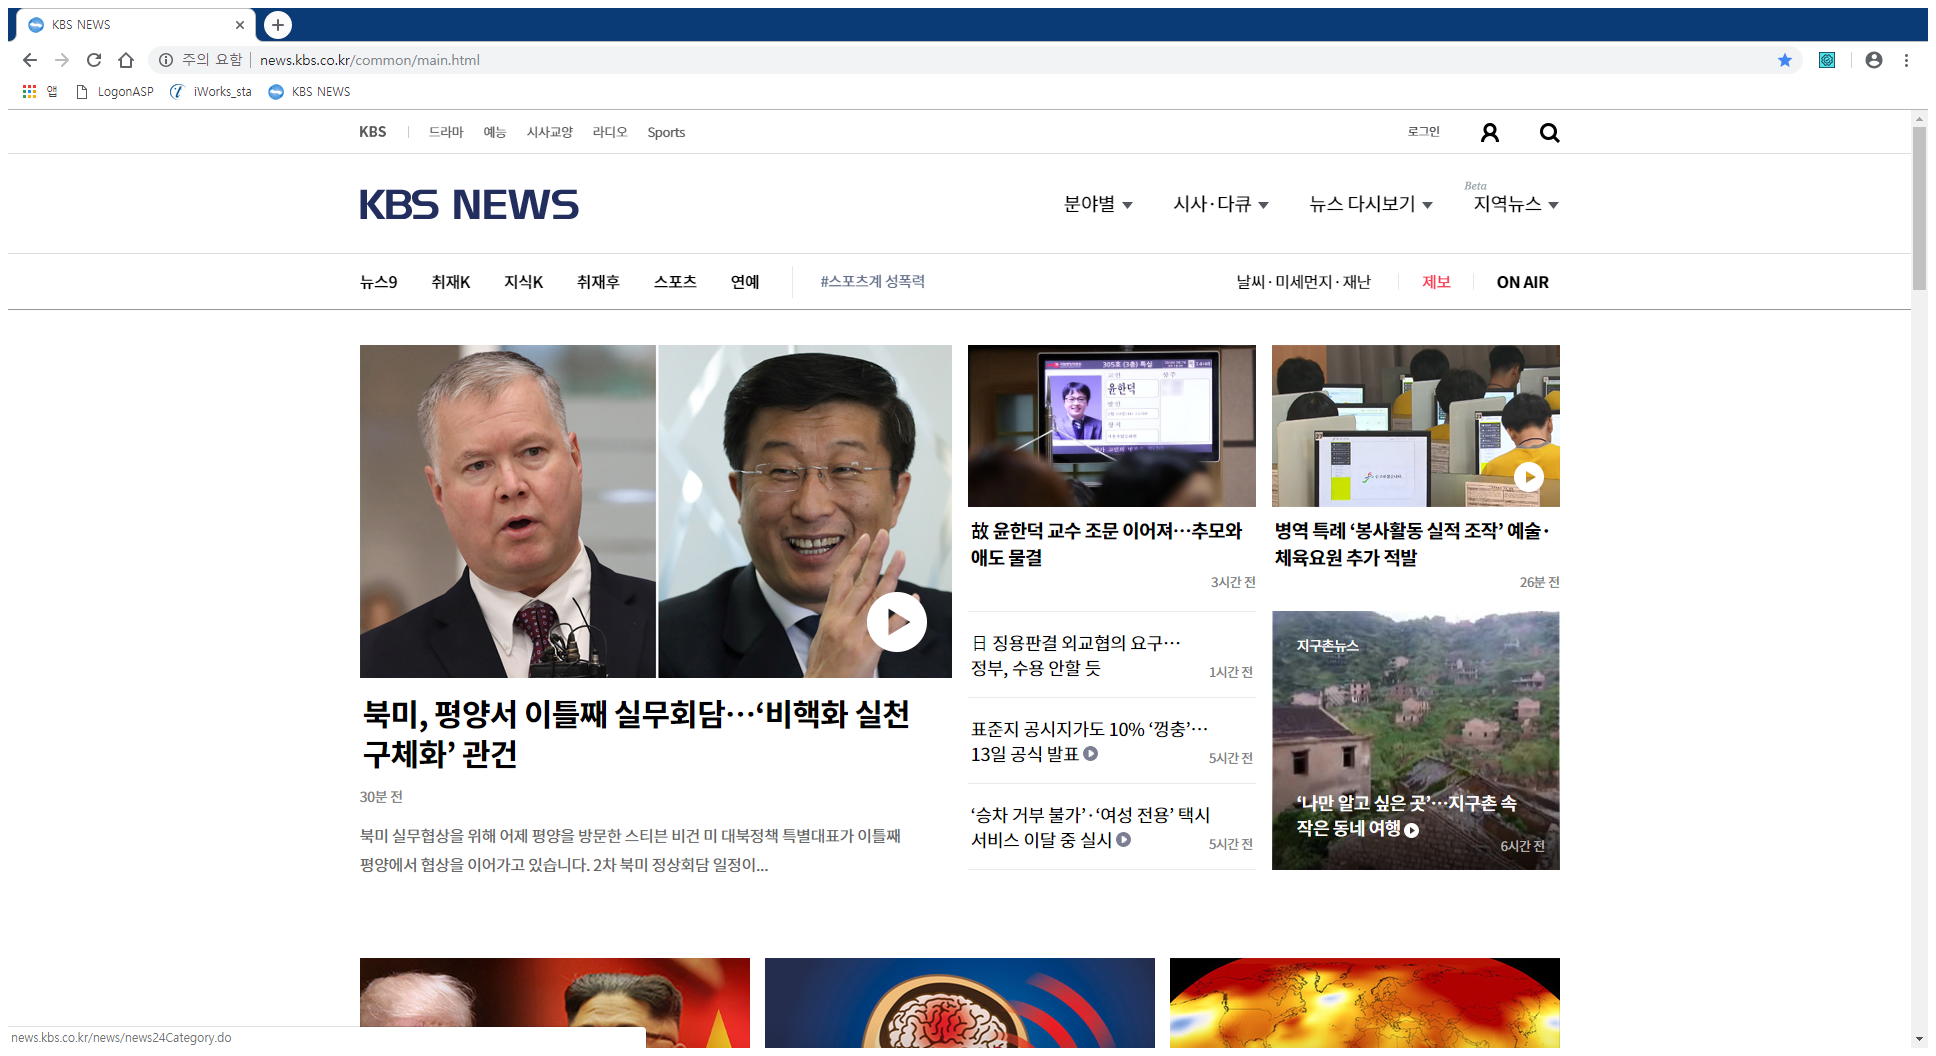 KBS NEWS
주의 요함 | news.kbs.co.kr/common/main.html
앱 LogonASP iWorks_sta KBS NEWS
KBS 드라마 예능 시사교양 라디오 Sports 로그인
KBS NEWS
Beta
분야별 시사·다큐 뉴스 다시보기 지역뉴스
뉴스9 취재K 지식K 취재후 스포츠 연예 #스포츠계 성폭력 날씨·미세먼지·재난 제보 ON AIR
305호 (3층) 특실
고인 상주
윤한덕
발인
장지
북미, 평양서 이틀째 실무회담…‘비핵화 실천
구체화’ 관건
30분 전
북미 실무협상을 위해 어제 평양을 방문한 스티븐 비건 미 대북정책 특별대표가 이틀째
평양에서 협상을 이어가고 있습니다. 2차 북미 정상회담 일정이...
故 윤한덕 교수 조문 이어져…추모와
애도 물결
3시간 전
日 징용판결 외교협의 요구…
정부, 수용 안할 듯
1시간 전
표준지 공시지가도 10% ‘껑충’…
13일 공식 발표
5시간 전
‘승차 거부 불가’·‘여성 전용’ 택시
서비스 이달 중 실시
5시간 전
병역 특례 ‘봉사활동 실적 조작’ 예술·
체육요원 추가 적발
26분 전
지구촌뉴스
‘나만 알고 싶은 곳’…지구촌 속
작은 동네 여행
6시간 전
news.kbs.co.kr/news/news24Category.do